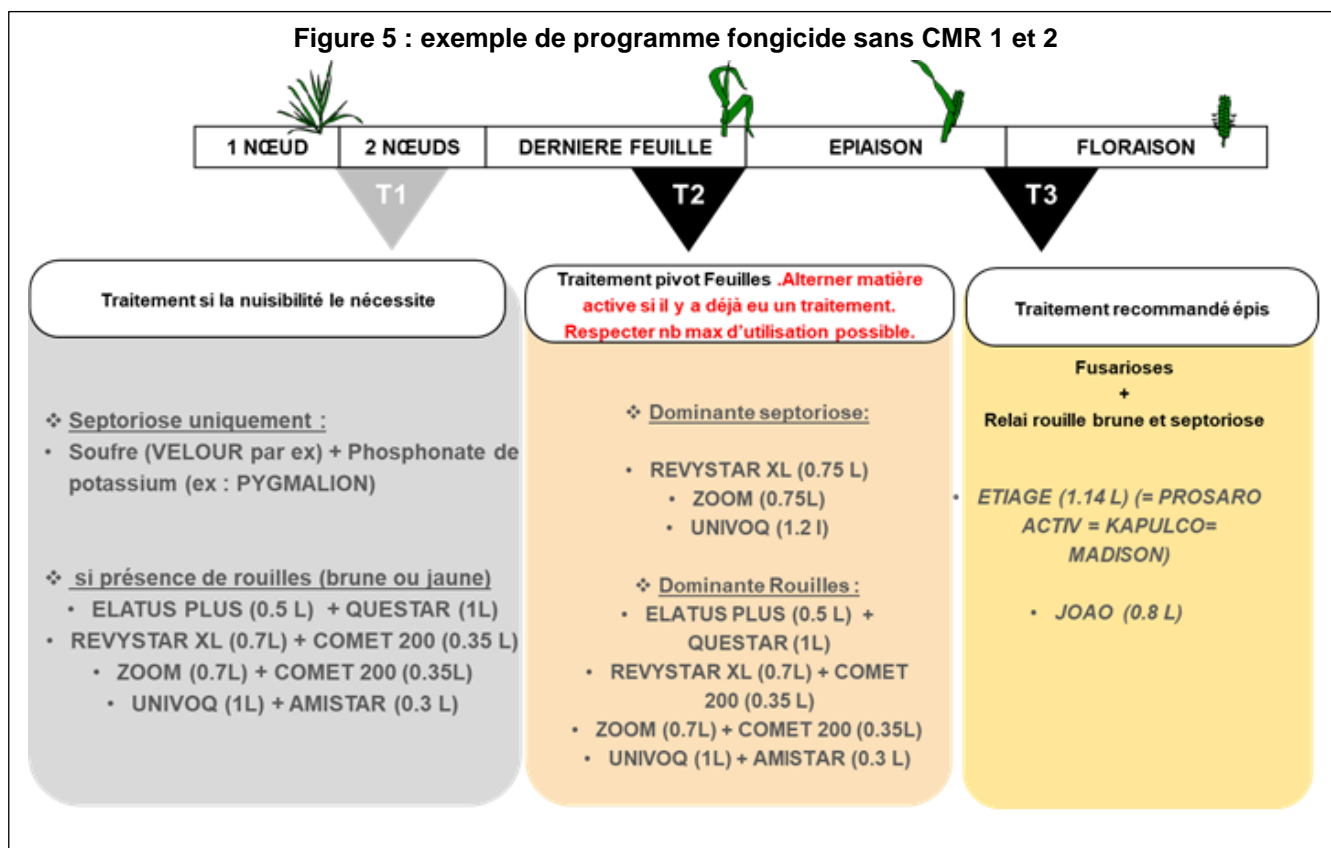 Figure 5 : exemple de programme fongicide sans CMR 1 et 2
1 NŒUD
2 NŒUDS
DERNIERE FEUILLE
EPIAISON
FLORAISON
T1
T2
T3
Traitement si la nuisibilité le nécessite
❖ Septoriose uniquement :
• Soufre (VELOUR par ex) + Phosphonate de
potassium (ex : PYGMALION)
❖ si présence de rouilles (brune ou jaune)
• ELATUS PLUS (0.5 L) + QUESTAR (1L)
• REVYSTAR XL (0.7L) + COMET 200 (0.35 L)
• ZOOM (0.7L) + COMET 200 (0.35L)
• UNIVOQ (1L) + AMISTAR (0.3 L)
Traitement pivot Feuilles .Alterner matière
active si il y a déjà eu un traitement.
Respecter nb max d'utilisation possible.
❖ Dominante septoriose:
• REVYSTAR XL (0.75 L)
• ZOOM (0.75L)
• UNIVOQ (1.2 l)
❖ Dominante Rouilles :
• ELATUS PLUS (0.5 L) +
QUESTAR (1L)
• REVYSTAR XL (0.7L) + COMET
200 (0.35 L)
• ZOOM (0.7L) + COMET 200 (0.35L)
• UNIVOQ (1L) + AMISTAR (0.3 L)
Traitement recommandé épis
Fusarioses
+
Relai rouille brune et septoriose
• ETIAGE (1.14 L) (= PROSARO
ACTIV = KAPULCO=
MADISON)
• JOAO (0.8 L)